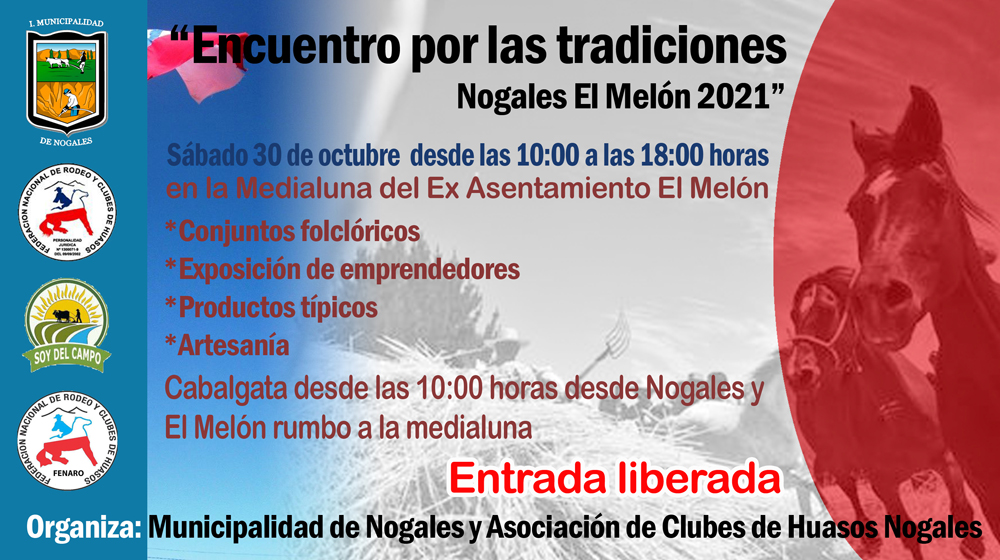 I. MUNICIPALIDAD
DE NOGALES
FEDERACION NACIONAL DE RODEO Y CLUBES DE HUASOS
PERSONALIDAD
JURIDICA
SOY DEL CAMPO
FEDERACION NACIONAL DE RODEO Y CLUBES DE HUASOS
FENARO
“Encuentro por las tradiciones
Nogales El Melón 2021”
Sábado 30 de octubre desde las 10:00 a las 18:00 horas
en la Medialuna del Ex Asentamiento El Melón
*Conjuntos folclóricos
*Exposición de emprendedores
*Productos típicos
*Artesanía
Cabalgata desde las 10:00 horas desde Nogales y
El Melón rumbo a la medialuna
Entrada liberada
Organiza: Municipalidad de Nogales y Asociación de Clubes de Huasos Nogales